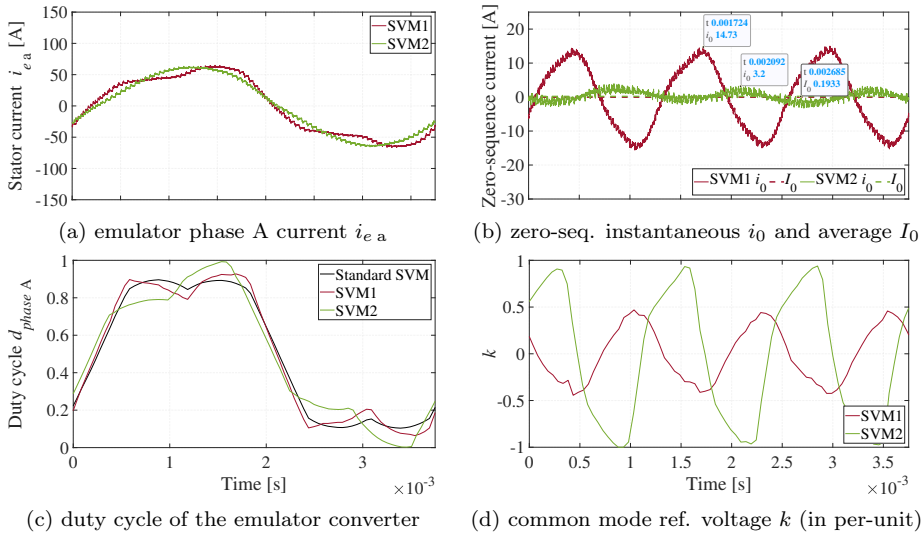 Stator current i_e a [A]
150
100
50
0
-50
-100
-150
SVM1
SVM2
(a) emulator phase A current i_e a
Zero-sequence current [A]
30
20
10
0
-10
-20
-30
t 0.001724
i_0 14.73
t 0.002092
i_0 3.2
t 0.002685
I_0 0.1933
SVM1 i_0 I_0 SVM2 i_0 I_0
(b) zero-seq. instantaneous i_0 and average I_0
Duty cycle d_phase A
1
0.8
0.6
0.4
0.2
0
Standard SVM
SVM1
SVM2
0 1 2 3
Time [s] ×10^-3
(c) duty cycle of the emulator converter
k
1
0.5
0
-0.5
-1
SVM1
SVM2
0 0.5 1 1.5 2 2.5 3 3.5
Time [s] ×10^-3
(d) common mode ref. voltage k (in per-unit)